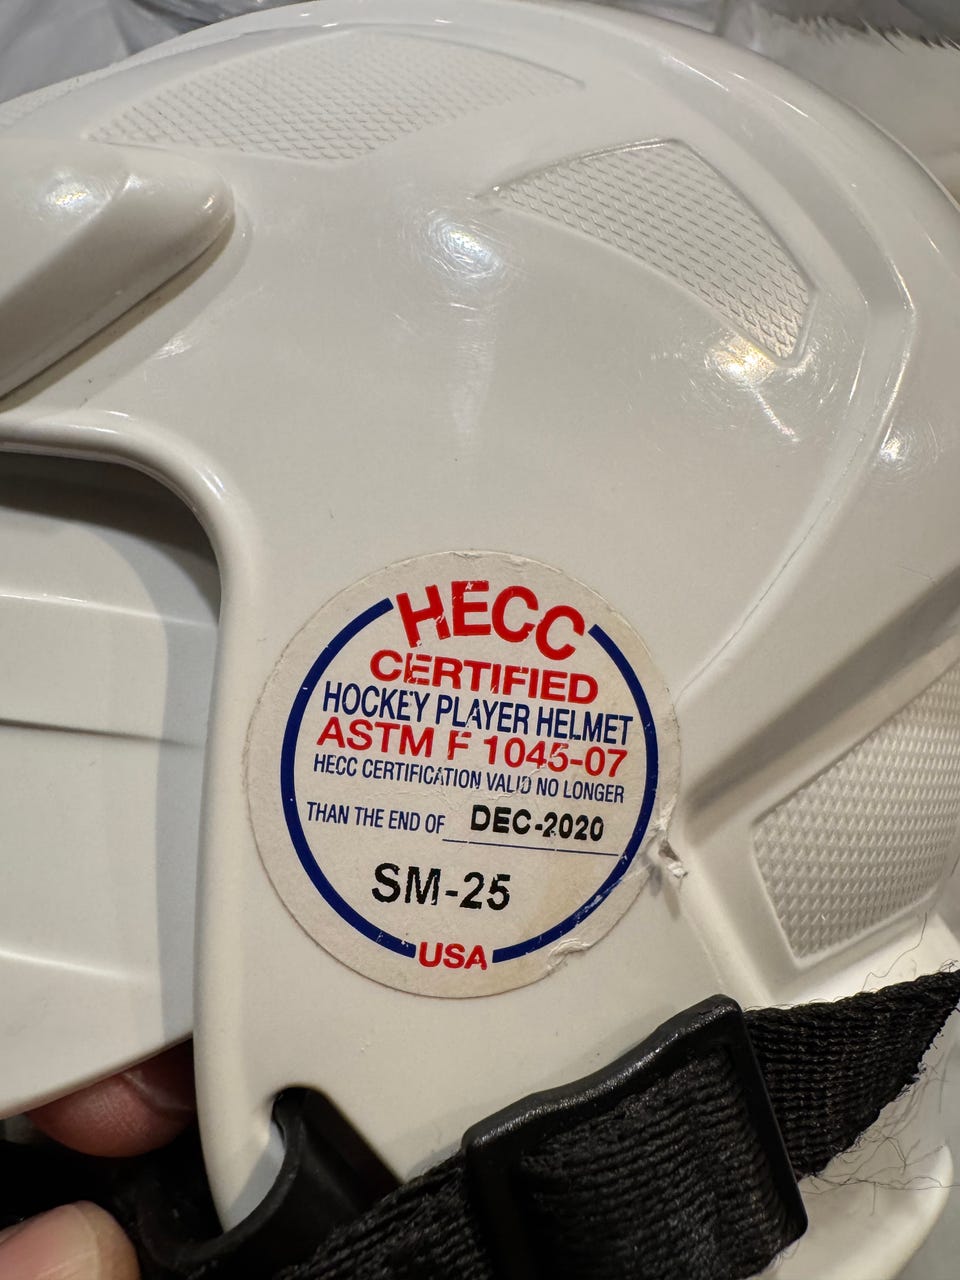 HECC
CERTIFIED
HOCKEY PLAYER HELMET
ASTM F 1045-07
HECC CERTIFICATION VALID NO LONGER
THAN THE END OF DEC-2020
SM-25
USA